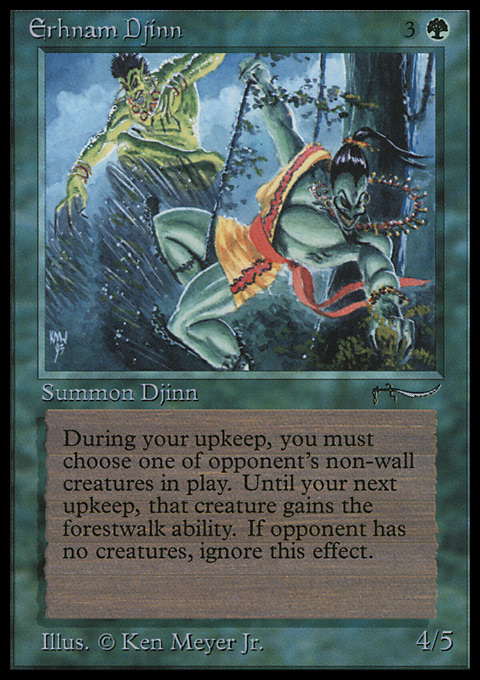 Erhnam Djinn 3
KMW
93
Summon Djinn
During your upkeep, you must
choose one of opponent's non-wall
creatures in play. Until your next
upkeep, that creature gains the
forestwalk ability. If opponent has
no creatures, ignore this effect.
Illus. © Ken Meyer Jr. 4/5